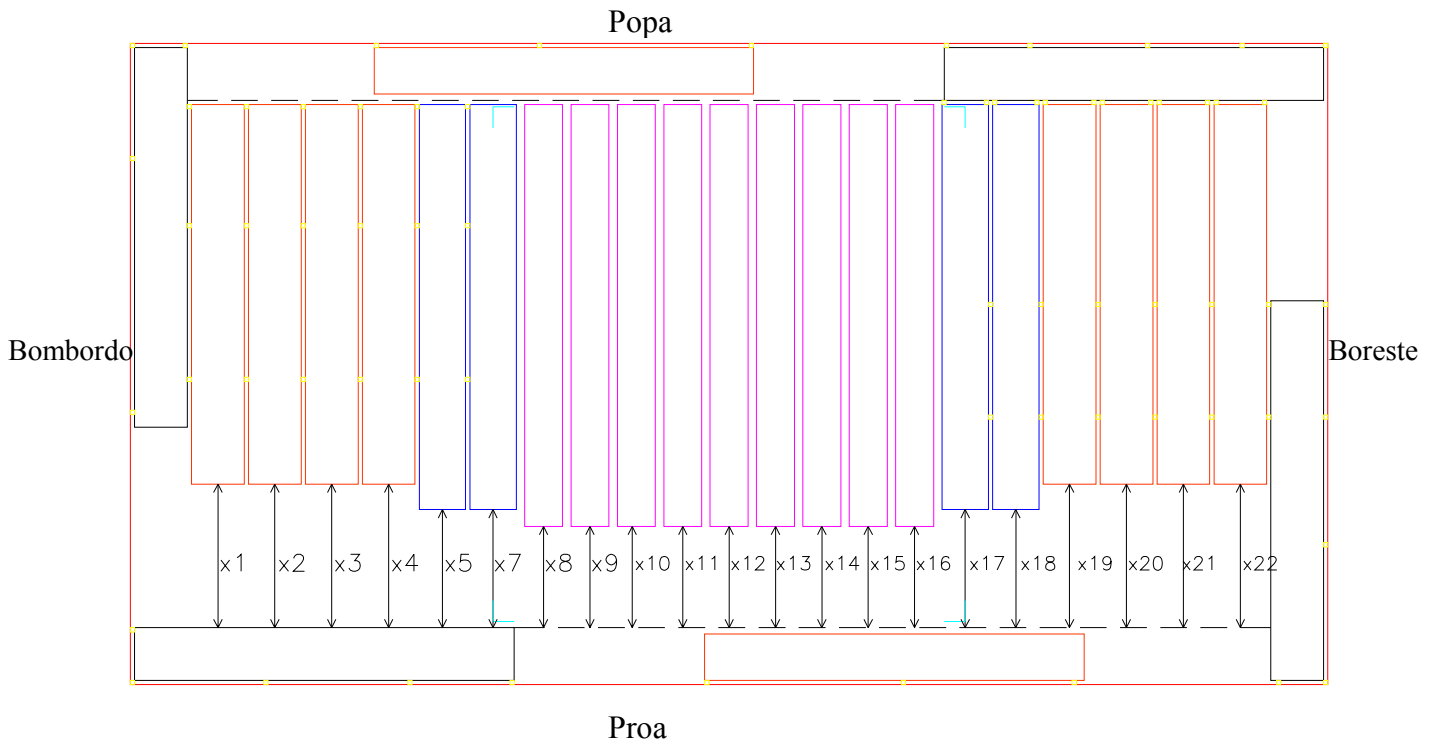 Popa
Bombordo
Boreste
x1 x2 x3 x4 x5 x7 x8 x9 x10 x11 x12 x13 x14 x15 x16 x17 x18 x19 x20 x21 x22
Proa